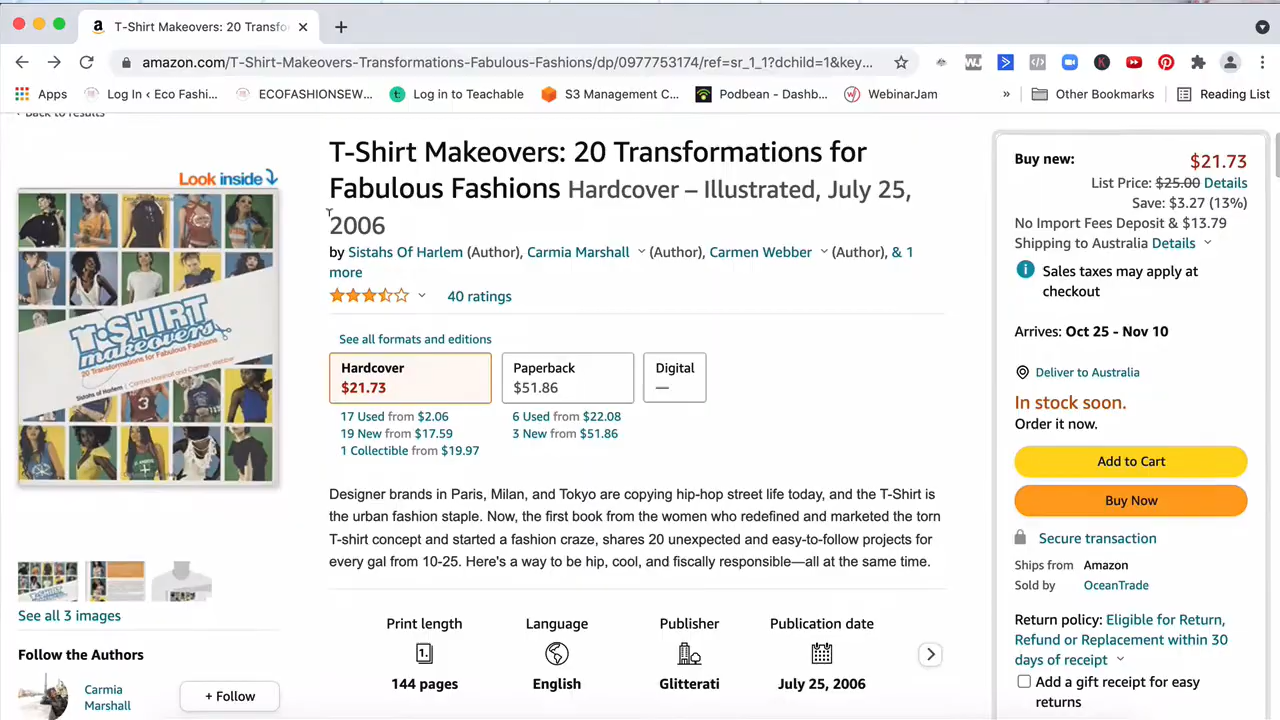 T-Shirt Makeovers: 20 Transfo
amazon.com/T-Shirt-Makeovers-Transformations-Fabulous-Fashions/dp/0977753174/ref=sr_1_1?dchild=1&key...
Apps
Log In ‹ Eco Fashi...
ECOFASHIONSEW...
Log in to Teachable
S3 Management C...
Podbean - Dashb...
WebinarJam
»
Other Bookmarks
Reading List
‹ Back to results
Look inside
T-SHIRT
makeovers
20 Transformations for Fabulous Fashions
Sistahs of Harlem | Carmia Marshall and Carmen Webber
See all 3 images
Follow the Authors
Carmia
Marshall
+ Follow
T-Shirt Makeovers: 20 Transformations for
Fabulous Fashions Hardcover – Illustrated, July 25,
2006
by Sistahs Of Harlem (Author), Carmia Marshall (Author), Carmen Webber (Author), & 1
more
40 ratings
See all formats and editions
Hardcover
$21.73
Paperback
$51.86
Digital
—
17 Used from $2.06
19 New from $17.59
1 Collectible from $19.97
6 Used from $22.08
3 New from $51.86
Designer brands in Paris, Milan, and Tokyo are copying hip-hop street life today, and the T-Shirt is
the urban fashion staple. Now, the first book from the women who redefined and marketed the torn
T-shirt concept and started a fashion craze, shares 20 unexpected and easy-to-follow projects for
every gal from 10-25. Here's a way to be hip, cool, and fiscally responsible—all at the same time.
Print length
144 pages
Language
English
Publisher
Glitterati
Publication date
July 25, 2006
Buy new: $21.73
List Price: $25.00 Details
Save: $3.27 (13%)
No Import Fees Deposit & $13.79
Shipping to Australia Details
Sales taxes may apply at
checkout
Arrives: Oct 25 - Nov 10
Deliver to Australia
In stock soon.
Order it now.
Add to Cart
Buy Now
Secure transaction
Ships from Amazon
Sold by OceanTrade
Return policy: Eligible for Return,
Refund or Replacement within 30
days of receipt
Add a gift receipt for easy
returns